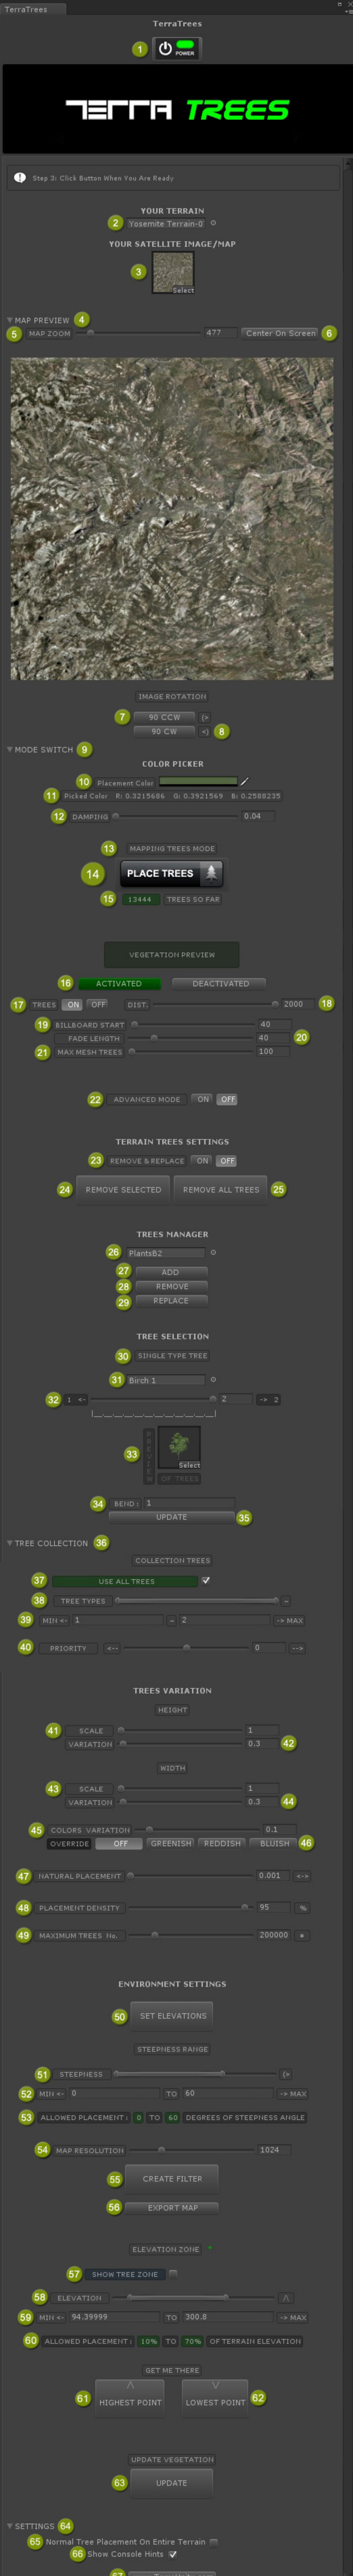 TerraTrees
TerraTrees
1 POWER
TERRA TREES
Step 3: Click Button When You Are Ready
YOUR TERRAIN
2 Yosemite Terrain-0
YOUR SATELLITE IMAGE/MAP
3
Select
MAP PREVIEW 4
5 MAP ZOOM 477 Center On Screen 6
IMAGE ROTATION
7 90 CCW (>
90 CW <) 8
MODE SWITCH 9
COLOR PICKER
10 Placement Color
11 Picked Color R: 0.3215686 G: 0.3921569 B: 0.2588235
12 DAMPING 0.04
13 MAPPING TREES MODE
14 PLACE TREES
15 13444 TREES SO FAR
VEGETATION PREVIEW
16 ACTIVATED DEACTIVATED
17 TREES ON OFF DIST. 2000 18
19 BILLBOARD START 40
FADE LENGTH 40 20
21 MAX MESH TREES 100
22 ADVANCED MODE ON OFF
TERRAIN TREES SETTINGS
23 REMOVE & REPLACE ON OFF
24 REMOVE SELECTED REMOVE ALL TREES 25
TREES MANAGER
26 PlantsB2
27 ADD
28 REMOVE
29 REPLACE
TREE SELECTION
30 SINGLE TYPE TREE
31 Birch 1
32 1 <- 2 -> 2
33 PREVIEW Select
OF TREES
34 BEND : 1
UPDATE 35
TREE COLLECTION 36
COLLECTION TREES
37 USE ALL TREES
38 TREE TYPES ~
39 MIN <- 1 ~ 2 -> MAX
40 PRIORITY <-- 0 -->
TREES VARIATION
HEIGHT
41 SCALE 1
VARIATION 0.3 42
WIDTH
43 SCALE 1
VARIATION 0.3 44
45 COLORS VARIATION 0.1
OVERRIDE OFF GREENISH REDDISH BLUISH 46
47 NATURAL PLACEMENT 0.001 <->
48 PLACEMENT DENSITY 95 %
49 MAXIMUM TREES No. 200000 *
ENVIRONMENT SETTINGS
50 SET ELEVATIONS
STEEPNESS RANGE
51 STEEPNESS (>
52 MIN <- 0 TO 60 -> MAX
53 ALLOWED PLACEMENT : 0 TO 60 DEGREES OF STEEPNESS ANGLE
54 MAP RESOLUTION 1024
55 CREATE FILTER
56 EXPORT MAP
ELEVATION ZONE
57 SHOW TREE ZONE
58 ELEVATION /\
59 MIN <- 94.39999 TO 300.8 -> MAX
60 ALLOWED PLACEMENT : 10% TO 70% OF TERRAIN ELEVATION
GET ME THERE
61 HIGHEST POINT LOWEST POINT 62
UPDATE VEGETATION
63 UPDATE
SETTINGS 64
65 Normal Tree Placement On Entire Terrain
66 Show Console Hints
67